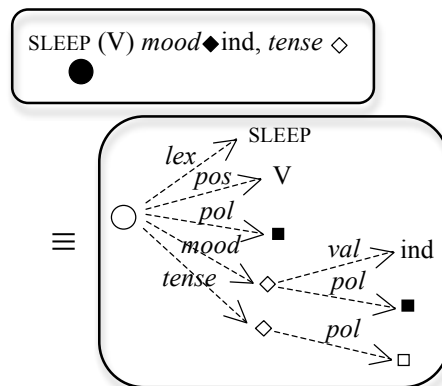 SLEEP (V) mood◆ind, tense ◇
≡
lex SLEEP
pos V
pol
mood val ind
tense pol
pol